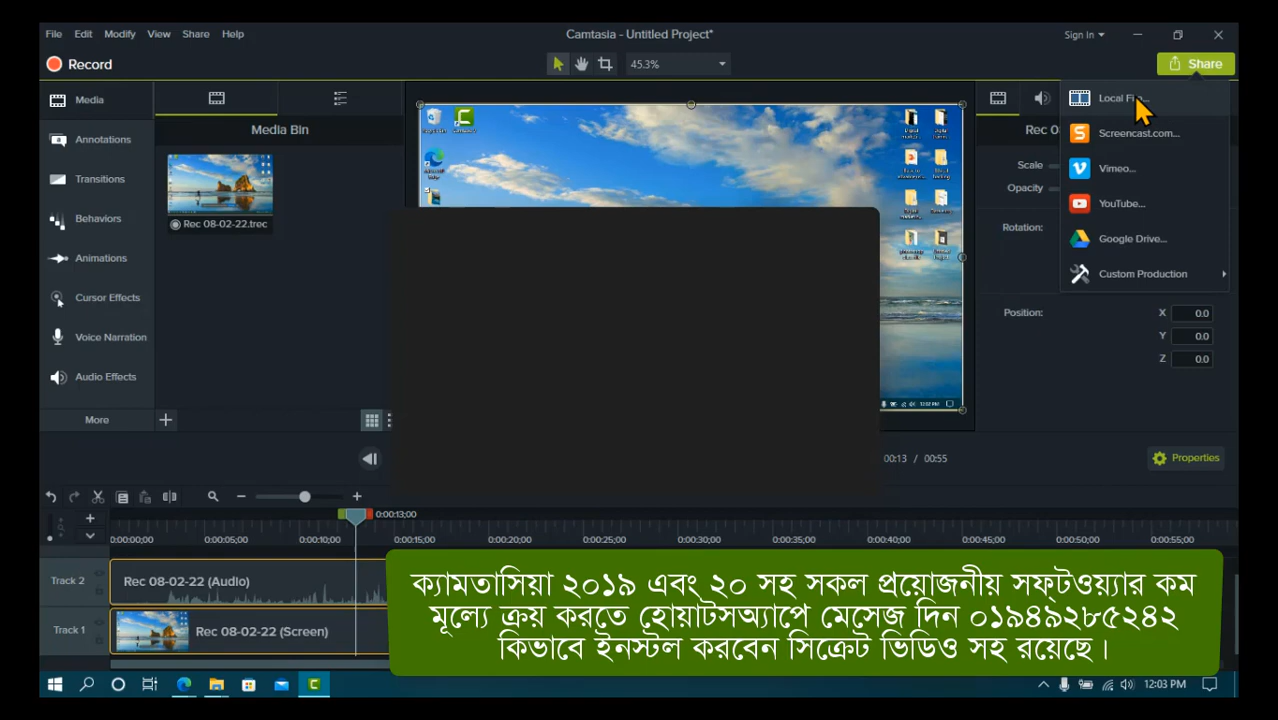 File Edit Modify View Share Help
Camtasia - Untitled Project*
Sign In
Record
45.3%
Share
Media
Annotations
Transitions
Behaviors
Animations
Cursor Effects
Voice Narration
Audio Effects
More
Media Bin
Rec 08-02-22.trec
Scale
Opacity
Rotation:
Position:
X 0.0
Y 0.0
Z 0.0
Local
Screencast.com...
Vimeo...
YouTube...
Google Drive...
Custom Production
00:13 / 00:55
Properties
0:00:13;00
0:00:00;00 0:00:05;00 0:00:10;00 0:00:15;00 0:00:20;00 0:00:25;00 0:00:30;00 0:00:35;00 0:00:40;00 0:00:45;00 0:00:50;00 0:00:55;00
Track 2
Rec 08-02-22 (Audio)
Track 1
Rec 08-02-22 (Screen)
ক্যামতাসিয়া ২০১৯ এবং ২০ সহ সকল প্রয়োজনীয় সফ্টওয়্যার কম
মূল্যে ক্রয় করতে হোয়াটসঅ্যাপে মেসেজ দিন ০১৯৪৯২৮৫২৪২
কিভাবে ইনস্টল করবেন সিক্রেট ভিডিও সহ রয়েছে।
12:03 PM